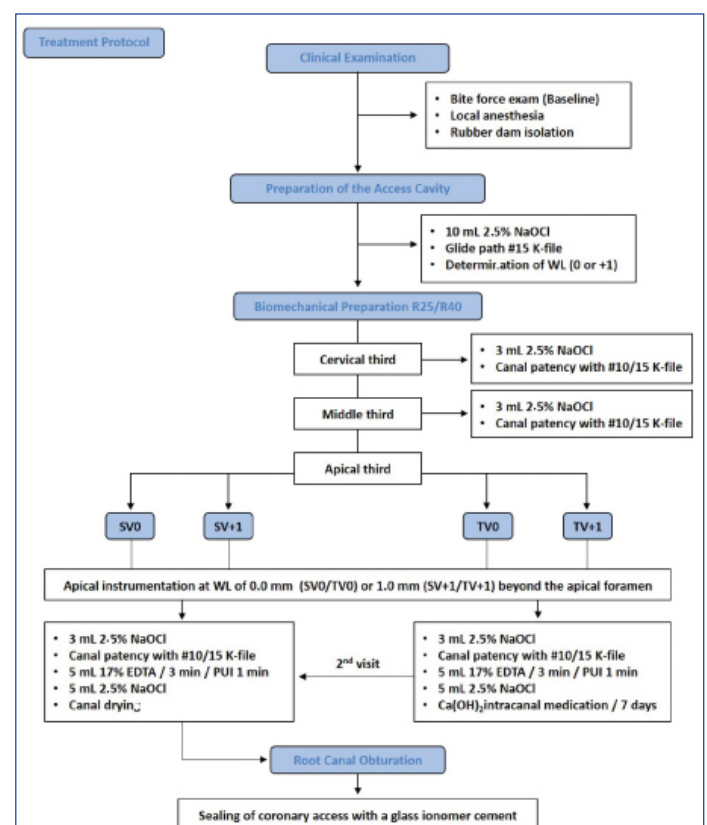 Treatment Protocol
Clinical Examination
• Bite force exam (Baseline)
• Local anesthesia
• Rubber dam isolation
Preparation of the Access Cavity
• 10 mL 2.5% NaOCl
• Glide path #15 K-file
• Determir.ation of WL (0 or +1)
Biomechanical Preparation R25/R40
Cervical third
• 3 mL 2.5% NaOCl
• Canal patency with #10/15 K-file
Middle third
• 3 mL 2.5% NaOCl
• Canal patency with #10/15 K-file
Apical third
SV0
SV+1
TV0
TV+1
Apical instrumentation at WL of 0.0 mm (SV0/TV0) or 1.0 mm (SV+1/TV+1) beyond the apical foramen
• 3 mL 2.5% NaOCl
• Canal patency with #10/15 K-file
• 5 mL 17% EDTA / 3 min / PUI 1 min
• 5 mL 2.5% NaOCl
• Canal drying
2nd visit
• 3 mL 2.5% NaOCl
• Canal patency with #10/15 K-file
• 5 mL 17% EDTA / 3 min / PUI 1 min
• 5 mL 2.5% NaOCl
• Ca(OH)₂intracanal medication / 7 days
Root Canal Obturation
Sealing of coronary access with a glass ionomer cement